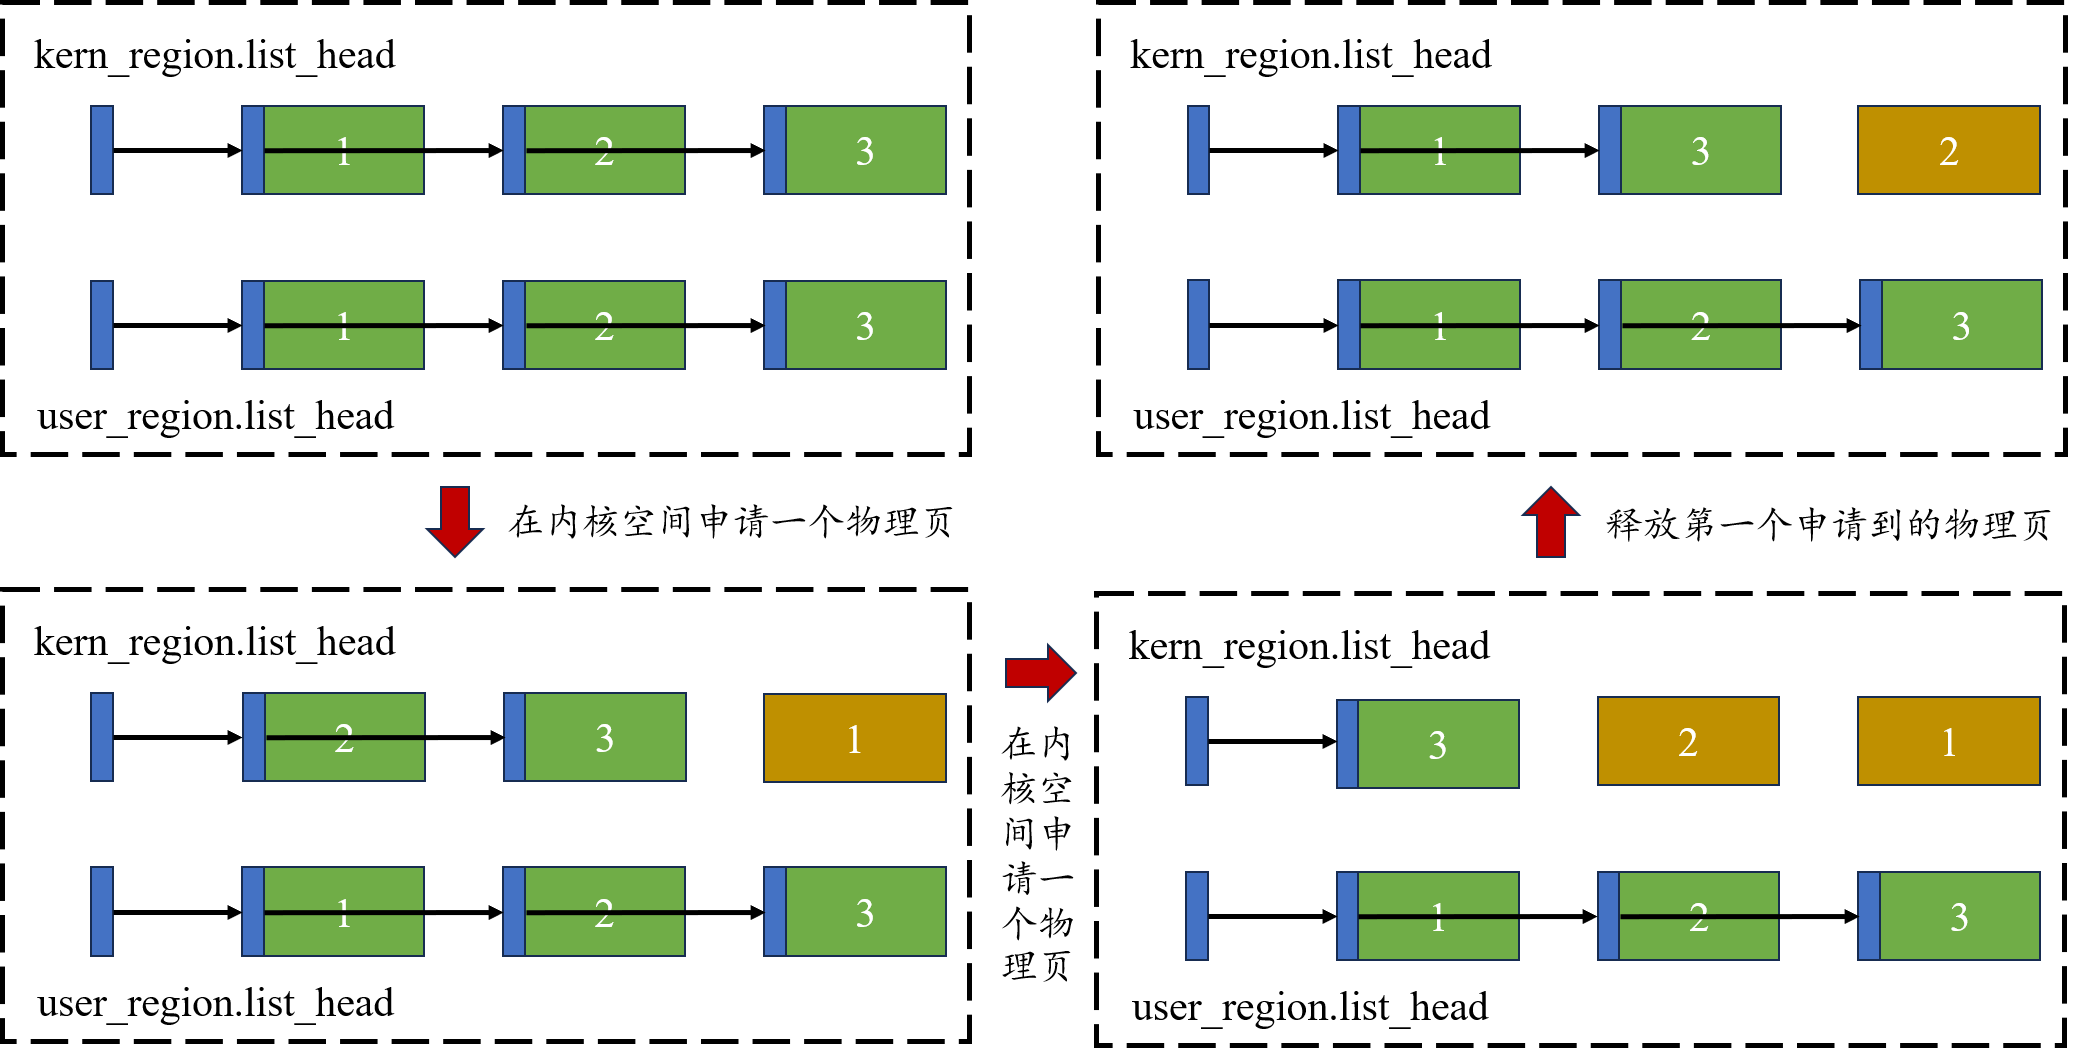 kern_region.list_head
1 2 3
1 2 3
user_region.list_head
在内核空间申请一个物理页
kern_region.list_head
2 3 1
1 2 3
user_region.list_head
在内
核空
间申
请一
个物
理页
kern_region.list_head
3 2 1
1 2 3
user_region.list_head
释放第一个申请到的物理页
kern_region.list_head
1 3 2
1 2 3
user_region.list_head